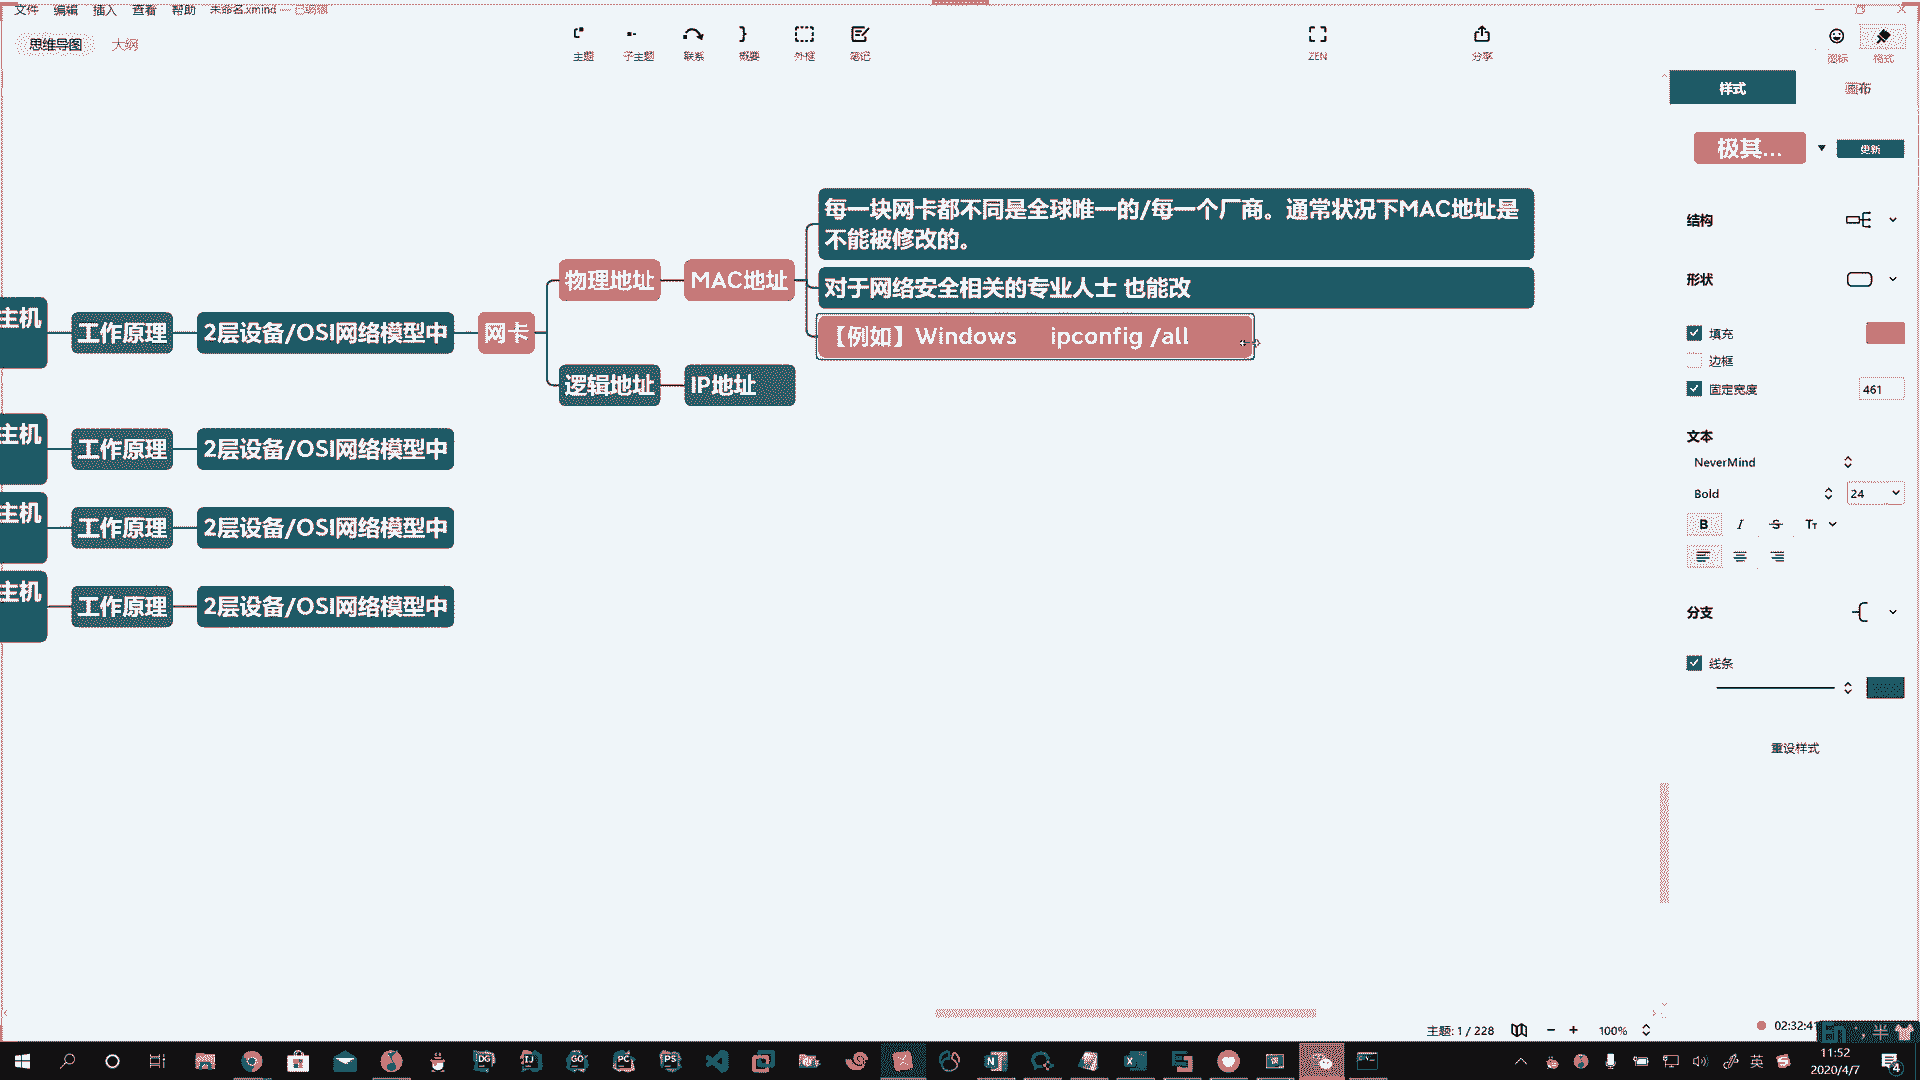 文件 编辑 插入 查看 帮助 未命名.xmind — 已编辑
思维导图 大纲
主题 子主题 联系 概要 外框 笔记 ZEN 分享 图标 格式
样式 画布
极其... 更新
结构
形状
填充
边框
固定宽度 461
文本
NeverMind
Bold 24
B I S Tт
分支
线条
重设样式
每一块网卡都不同是全球唯一的/每一个厂商。通常状况下MAC地址是
不能被修改的。
物理地址 MAC地址
对于网络安全相关的专业人士 也能改
主机 工作原理 2层设备/OSI网络模型中 网卡
【例如】Windows ipconfig /all
逻辑地址 IP地址
主机 工作原理 2层设备/OSI网络模型中
主机 工作原理 2层设备/OSI网络模型中
主机 工作原理 2层设备/OSI网络模型中
主题: 1 / 228 100% 02:32:41
DG IJ GO PC PS 英 11:52
2020/4/7 4